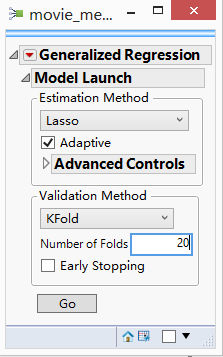 movie_me...
Generalized Regression
Model Launch
Estimation Method
Lasso
Adaptive
Advanced Controls
Validation Method
KFold
Number of Folds 20
Early Stopping
Go